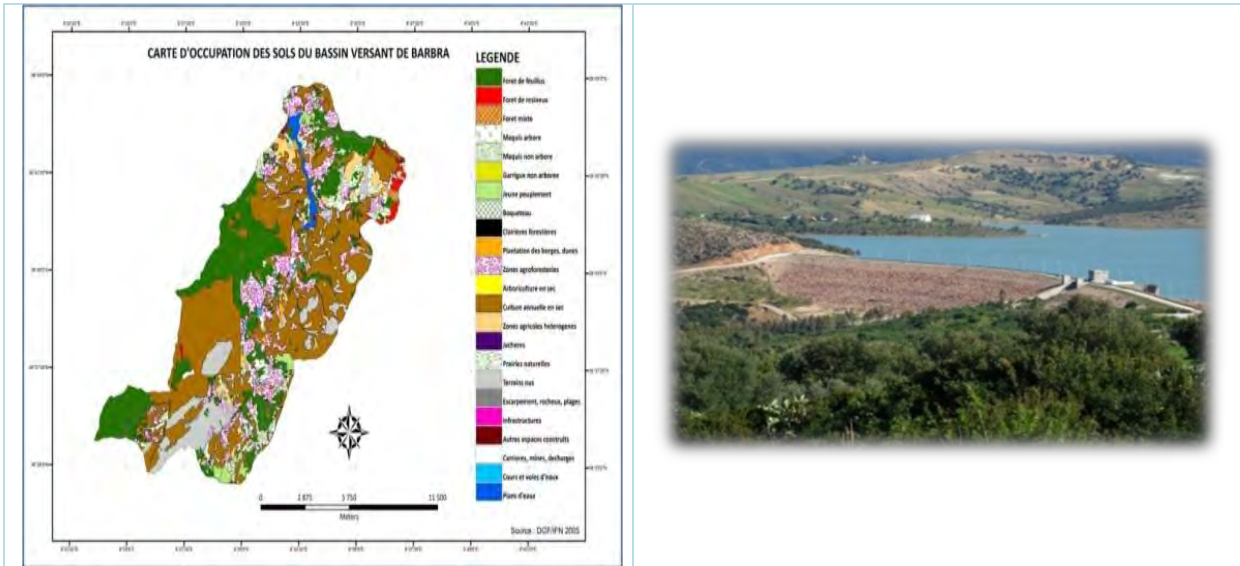 CARTE D'OCCUPATION DES SOLS DU BASSIN VERSANT DE BARBRA
LEGENDE
Foret de feuillus
Foret de resineux
Foret mixte
Maquis arbore
Maquis non arbore
Garrigue non arboree
Jeune peuplement
Boqueteau
Clairieres forestières
Plantation des berges, dunes
Zones agroforestories
Arboriculture en sec
Culture annuelle en sec
Zones agricoles heterogenes
Jacheres
Prairies naturelles
Terrains nus
Escarpement, rocheux, plages
Infrastructures
Autres espaces construits
Carrieres, mines, decharges
Cours et voies d'eaux
Plans d'eaux
0 2 875 5 750 11 500
Meters
Source : DGF/IFN 2005